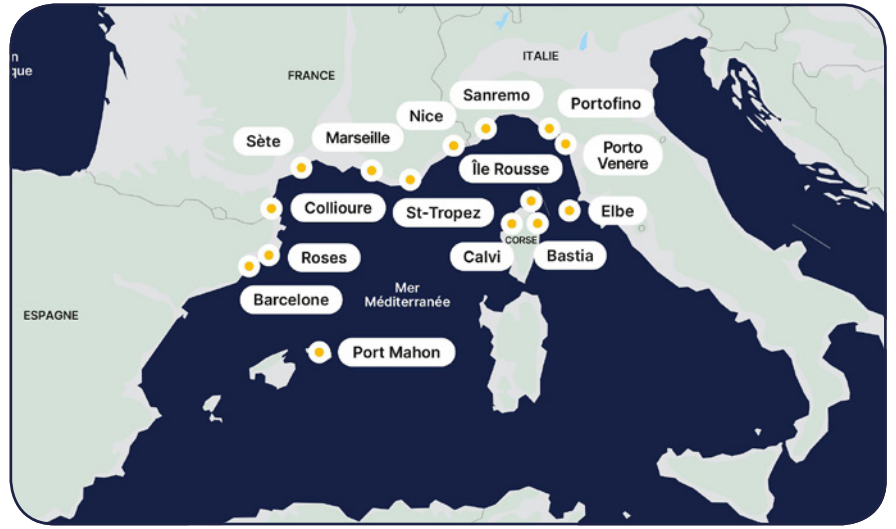 n
que
FRANCE
ITALIE
Sanremo
Portofino
Nice
Sète
Marseille
Porto
Venere
Île Rousse
Collioure
St-Tropez
Elbe
CORSE
Roses
Calvi
Bastia
Barcelone
Mer
Méditerranée
ESPAGNE
Port Mahon